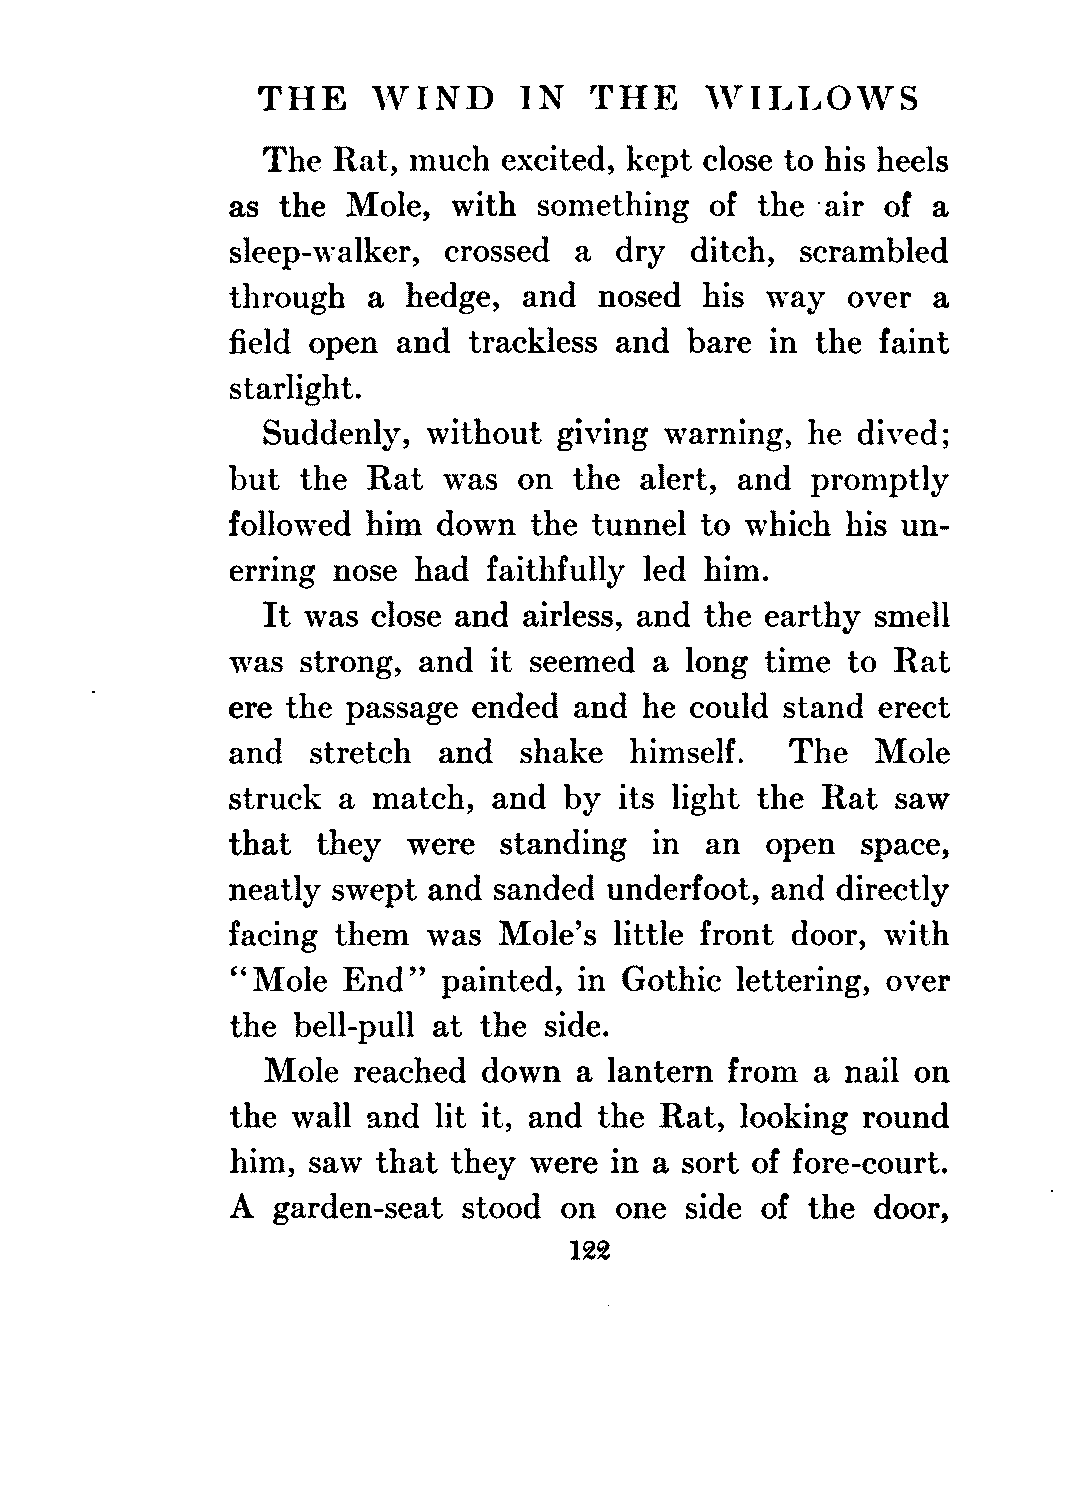 THE WIND IN THE WILLOWS
The Rat, much excited, kept close to his heels
as the Mole, with something of the air of a
sleep-walker, crossed a dry ditch, scrambled
through a hedge, and nosed his way over a
field open and trackless and bare in the faint
starlight.
Suddenly, without giving warning, he dived;
but the Rat was on the alert, and promptly
followed him down the tunnel to which his un-
erring nose had faithfully led him.
It was close and airless, and the earthy smell
was strong, and it seemed a long time to Rat
ere the passage ended and he could stand erect
and stretch and shake himself. The Mole
struck a match, and by its light the Rat saw
that they were standing in an open space,
neatly swept and sanded underfoot, and directly
facing them was Mole's little front door, with
“Mole End” painted, in Gothic lettering, over
the bell-pull at the side.
Mole reached down a lantern from a nail on
the wall and lit it, and the Rat, looking round
him, saw that they were in a sort of fore-court.
A garden-seat stood on one side of the door,
122